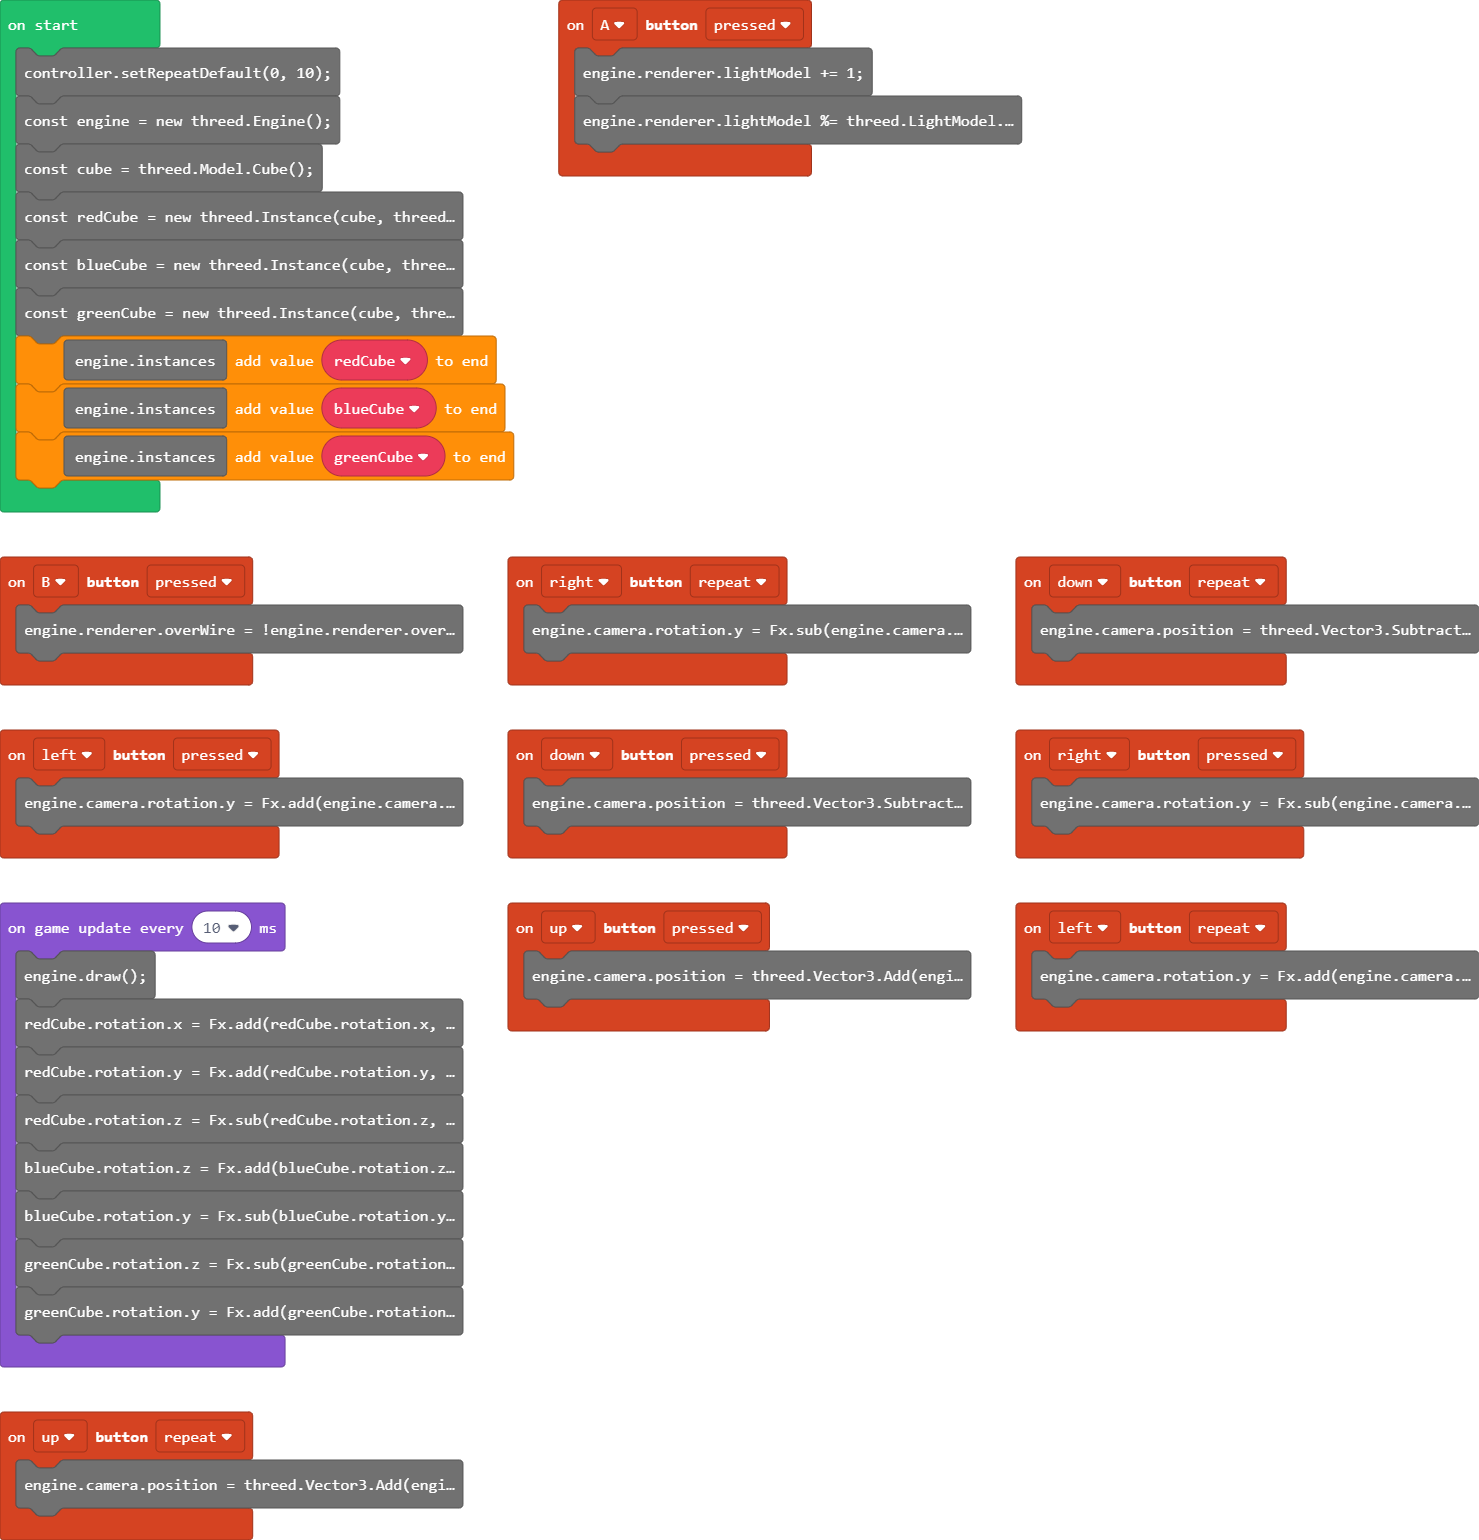 on start
controller.setRepeatDefault(0, 10);
const engine = new threed.Engine();
const cube = threed.Model.Cube();
const redCube = new threed.Instance(cube, threed…
const blueCube = new threed.Instance(cube, three…
const greenCube = new threed.Instance(cube, thre…
engine.instances add value redCube to end
engine.instances add value blueCube to end
engine.instances add value greenCube to end
on A button pressed
engine.renderer.lightModel += 1;
engine.renderer.lightModel %= threed.LightModel.…
on B button pressed
engine.renderer.overWire = !engine.renderer.over…
on right button repeat
engine.camera.rotation.y = Fx.sub(engine.camera.…
on down button repeat
engine.camera.position = threed.Vector3.Subtract…
on left button pressed
engine.camera.rotation.y = Fx.add(engine.camera.…
on down button pressed
engine.camera.position = threed.Vector3.Subtract…
on right button pressed
engine.camera.rotation.y = Fx.sub(engine.camera.…
on game update every 10 ms
engine.draw();
redCube.rotation.x = Fx.add(redCube.rotation.x, …
redCube.rotation.y = Fx.add(redCube.rotation.y, …
redCube.rotation.z = Fx.sub(redCube.rotation.z, …
blueCube.rotation.z = Fx.add(blueCube.rotation.z…
blueCube.rotation.y = Fx.sub(blueCube.rotation.y…
greenCube.rotation.z = Fx.sub(greenCube.rotation…
greenCube.rotation.y = Fx.add(greenCube.rotation…
on up button pressed
engine.camera.position = threed.Vector3.Add(engi…
on left button repeat
engine.camera.rotation.y = Fx.add(engine.camera.…
on up button repeat
engine.camera.position = threed.Vector3.Add(engi…